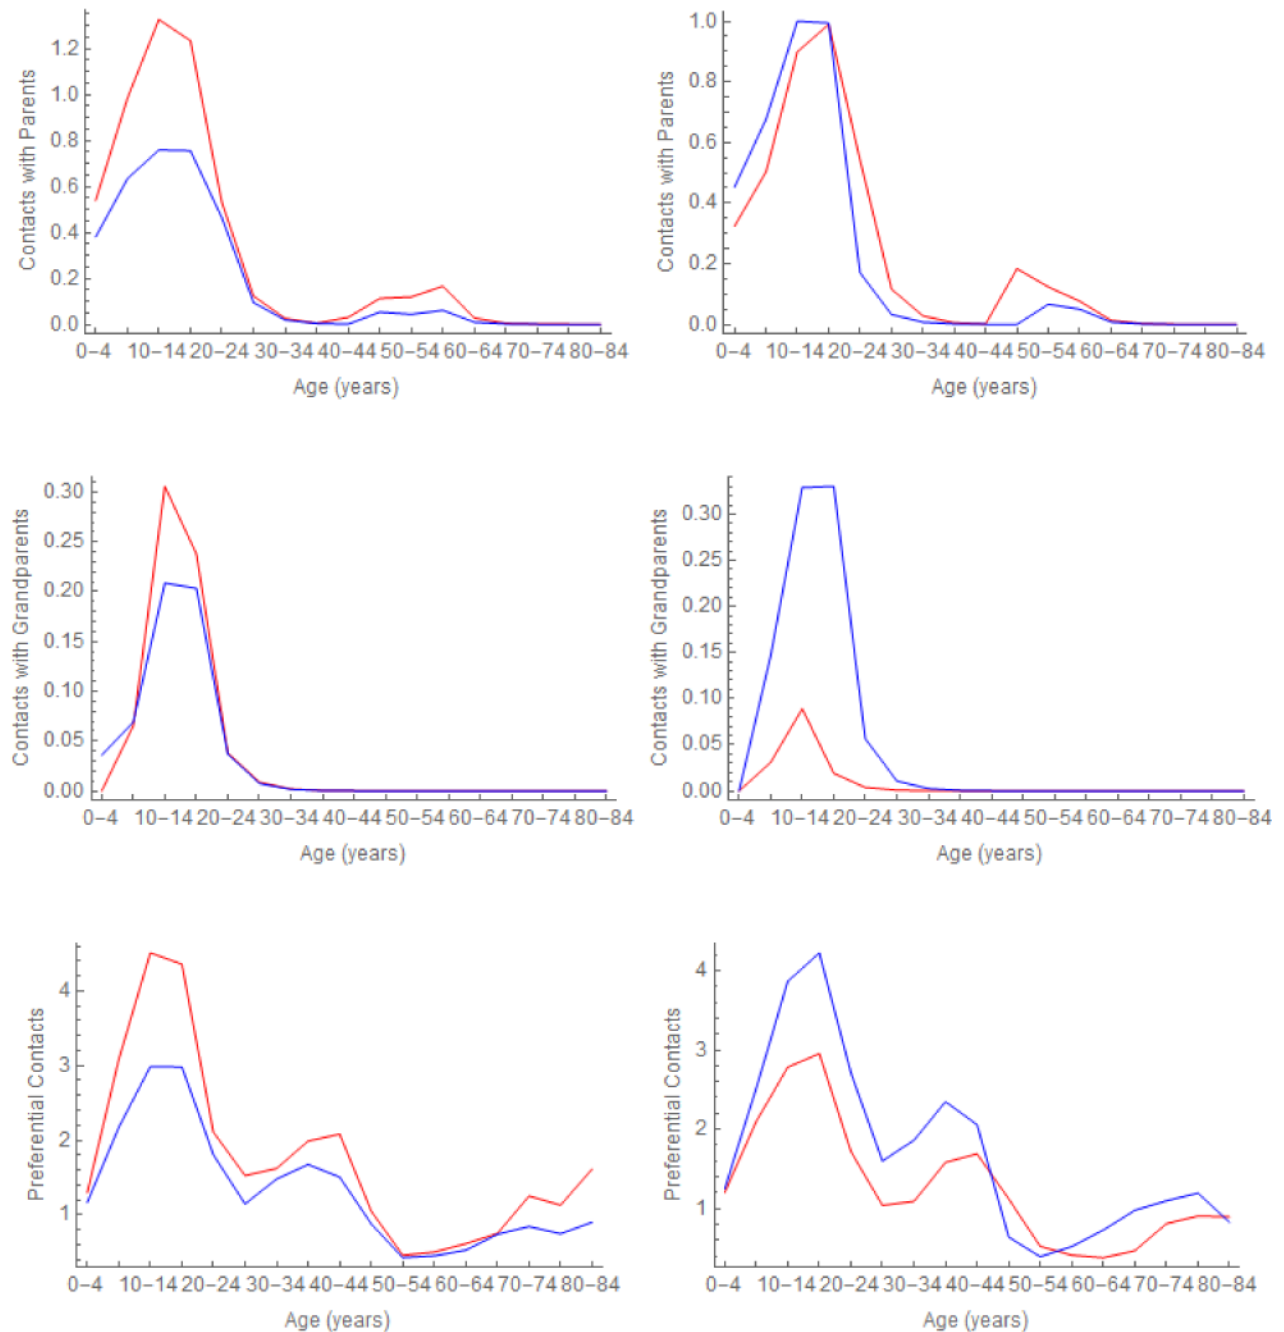 Contacts with Parents
1.2
1.0
0.8
0.6
0.4
0.2
0.0
0−4 10−14 20−24 30−34 40−44 50−54 60−64 70−74 80−84
Age (years)
Contacts with Parents
1.0
0.8
0.6
0.4
0.2
0.0
0−4 10−14 20−24 30−34 40−44 50−54 60−64 70−74 80−84
Age (years)
Contacts with Grandparents
0.30
0.25
0.20
0.15
0.10
0.05
0.00
0−4 10−14 20−24 30−34 40−44 50−54 60−64 70−74 80−84
Age (years)
Contacts with Grandparents
0.30
0.25
0.20
0.15
0.10
0.05
0.00
0−4 10−14 20−24 30−34 40−44 50−54 60−64 70−74 80−84
Age (years)
Preferential Contacts
4
3
2
1
0−4 10−14 20−24 30−34 40−44 50−54 60−64 70−74 80−84
Age (years)
Preferential Contacts
4
3
2
1
0−4 10−14 20−24 30−34 40−44 50−54 60−64 70−74 80−84
Age (years)